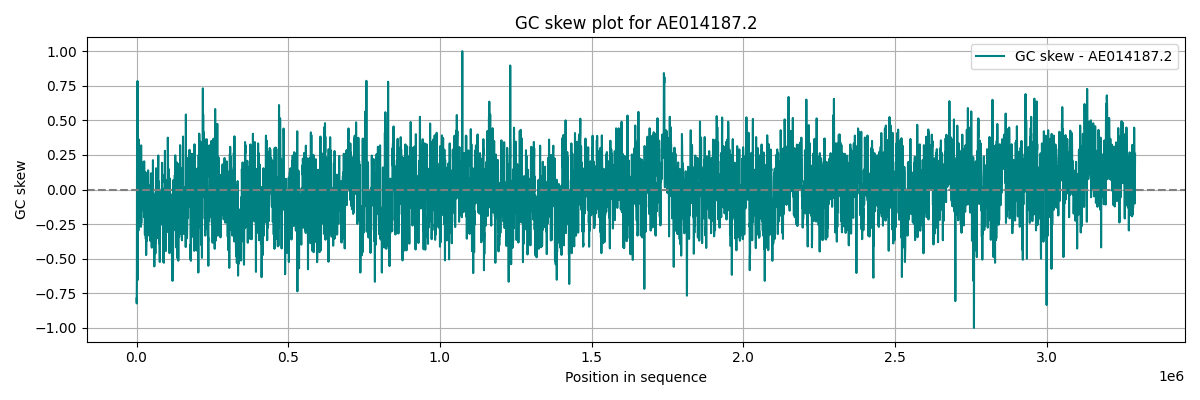 GC skew plot for AE014187.2
GC skew - AE014187.2
GC skew
1.00
0.75
0.50
0.25
0.00
−0.25
−0.50
−0.75
−1.00
0.0 0.5 1.0 1.5 2.0 2.5 3.0
1e6
Position in sequence